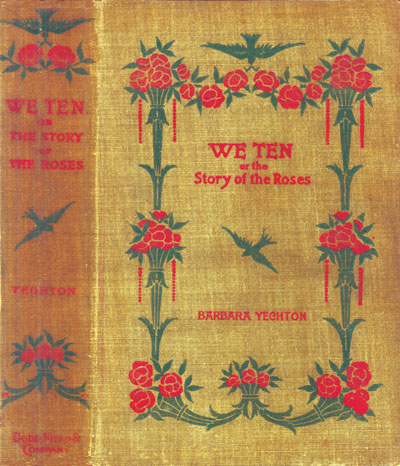 WE TEN
OR
THE STORY
OF
THE ROSES
YECHTON
COMPANY
WE TEN
or the
Story of the Roses
BARBARA YECHTON